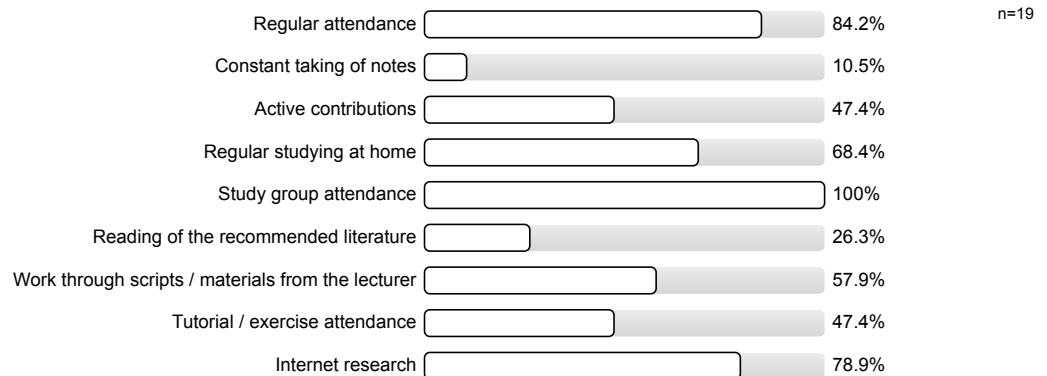 n=19
Regular attendance 84.2%
Constant taking of notes 10.5%
Active contributions 47.4%
Regular studying at home 68.4%
Study group attendance 100%
Reading of the recommended literature 26.3%
Work through scripts / materials from the lecturer 57.9%
Tutorial / exercise attendance 47.4%
Internet research 78.9%